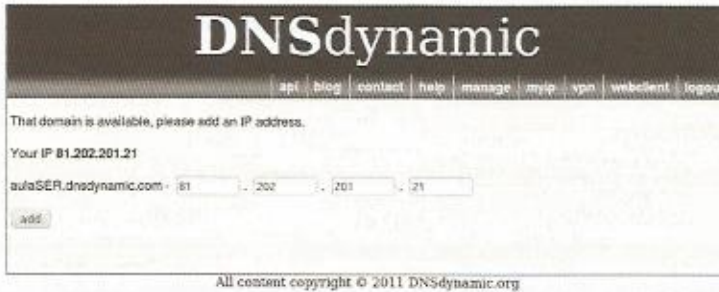 DNSdynamic
api blog contact help manage myip vpn webclient logout
That domain is available, please add an IP address.
Your IP 81.202.201.21
aulaSER.dnsdynamic.com - 81 . 202 . 201 . 21
add
All content copyright © 2011 DNSdynamic.org